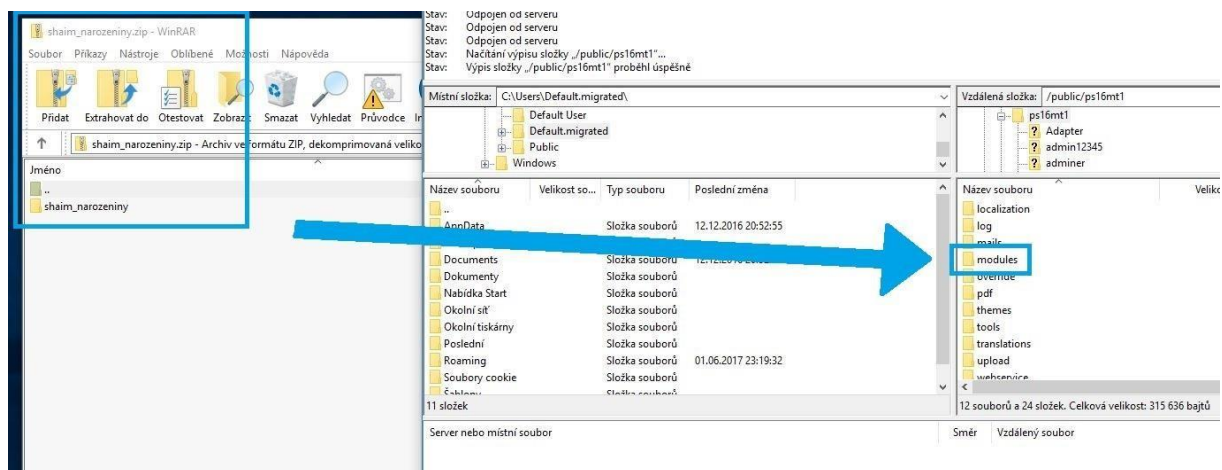 shaim_narozeniny.zip - WinRAR
Soubor Příkazy Nástroje Oblíbené Možnosti Nápověda
Přidat Extrahovat do Otestovat Zobrazit Smazat Vyhledat Průvodce
shaim_narozeniny.zip - Archiv ve formátu ZIP, dekomprimovaná
Jméno
..
shaim_narozeniny
Stav: Odpojen od serveru
Stav: Odpojen od serveru
Stav: Odpojen od serveru
Stav: Načítání výpisu složky „/public/ps16mt1“...
Stav: Výpis složky „/public/ps16mt1“ proběhl úspěšně
Místní složka: C:\Users\Default.migrated\
Default User
Default.migrated
Public
Windows
Název souboru Velikost so... Typ souboru Poslední změna
..
AppData Složka souborů 12.12.2016 20:52:55
Documents Složka souborů
Dokumenty Složka souborů
Nabídka Start Složka souborů
Okolní síť Složka souborů
Okolní tiskárny Složka souborů
Poslední Složka souborů
Roaming Složka souborů 01.06.2017 23:19:32
Soubory cookie Složka souborů
Šablony Složka souborů
11 složek
Vzdálená složka: /public/ps16mt1
ps16mt1
? Adapter
? admin12345
? adminer
Název souboru
localization
log
mails
modules
override
pdf
themes
tools
translations
upload
webservice
12 souborů a 24 složek. Celková velikost: 315 636 bajtů
Server nebo místní soubor Směr Vzdálený soubor